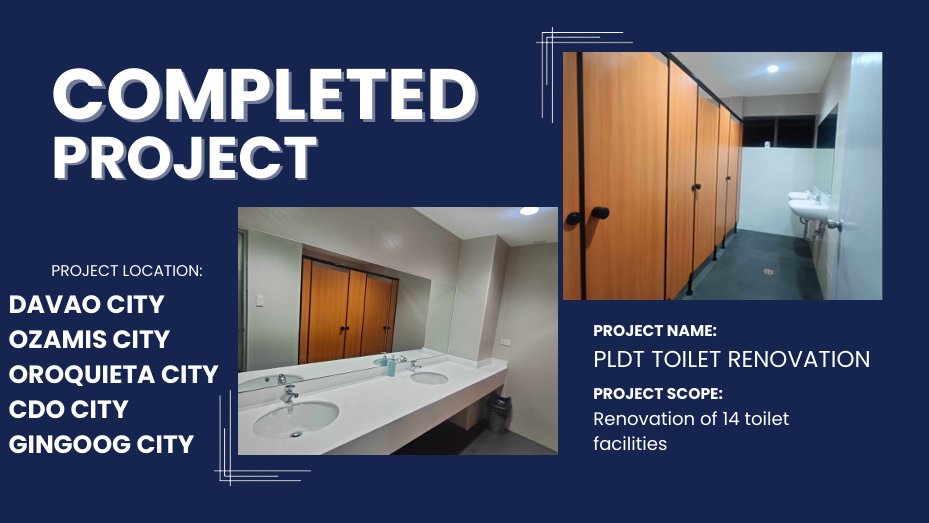 COMPLETED
PROJECT
PROJECT LOCATION:
DAVAO CITY
OZAMIS CITY
OROQUIETA CITY
CDO CITY
GINGOOG CITY
PROJECT NAME:
PLDT TOILET RENOVATION
PROJECT SCOPE:
Renovation of 14 toilet
facilities